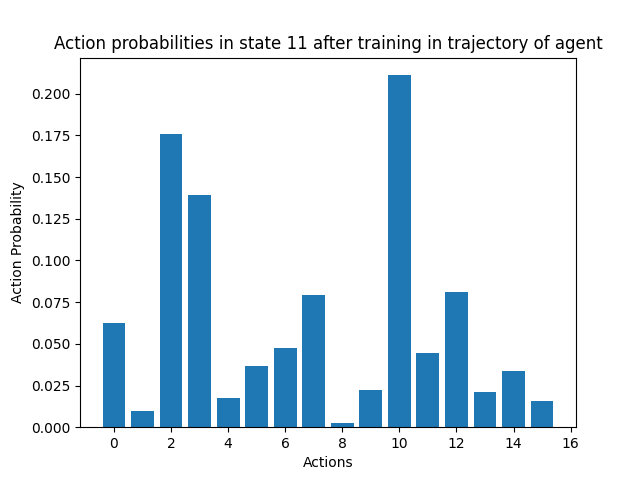 Action probabilities in state 11 after training in trajectory of agent
0.200
0.175
0.150
0.125
0.100
0.075
0.050
0.025
0.000
Action Probability
0 2 4 6 8 10 12 14 16
Actions